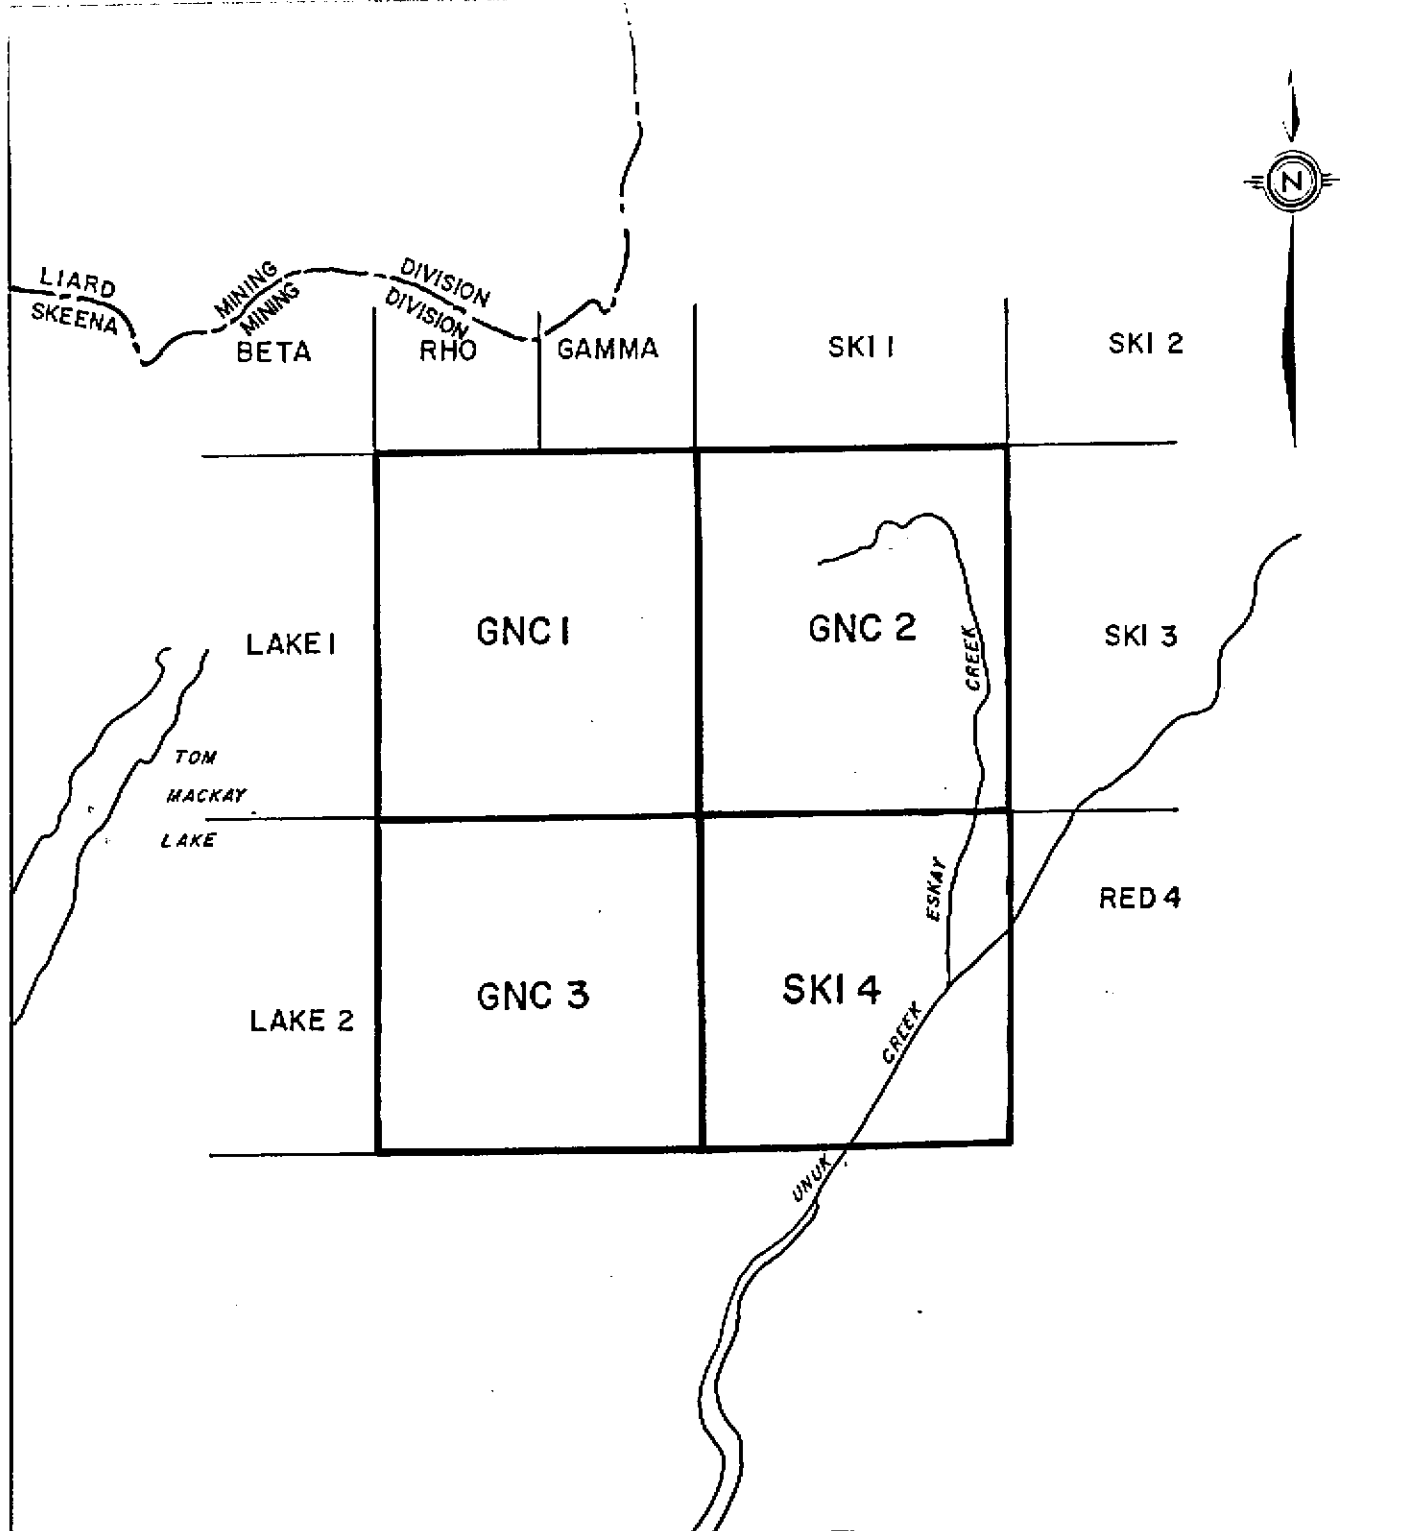 N
LIARD MINING DIVISION
SKEENA MINING DIVISION
BETA
RHO
GAMMA
SKI 1
SKI 2
GNC 1
GNC 2
LAKE 1
CREEK
SKI 3
TOM
MACKAY
LAKE
ESKAY
RED 4
GNC 3
SKI 4
LAKE 2
CREEK
UNUK